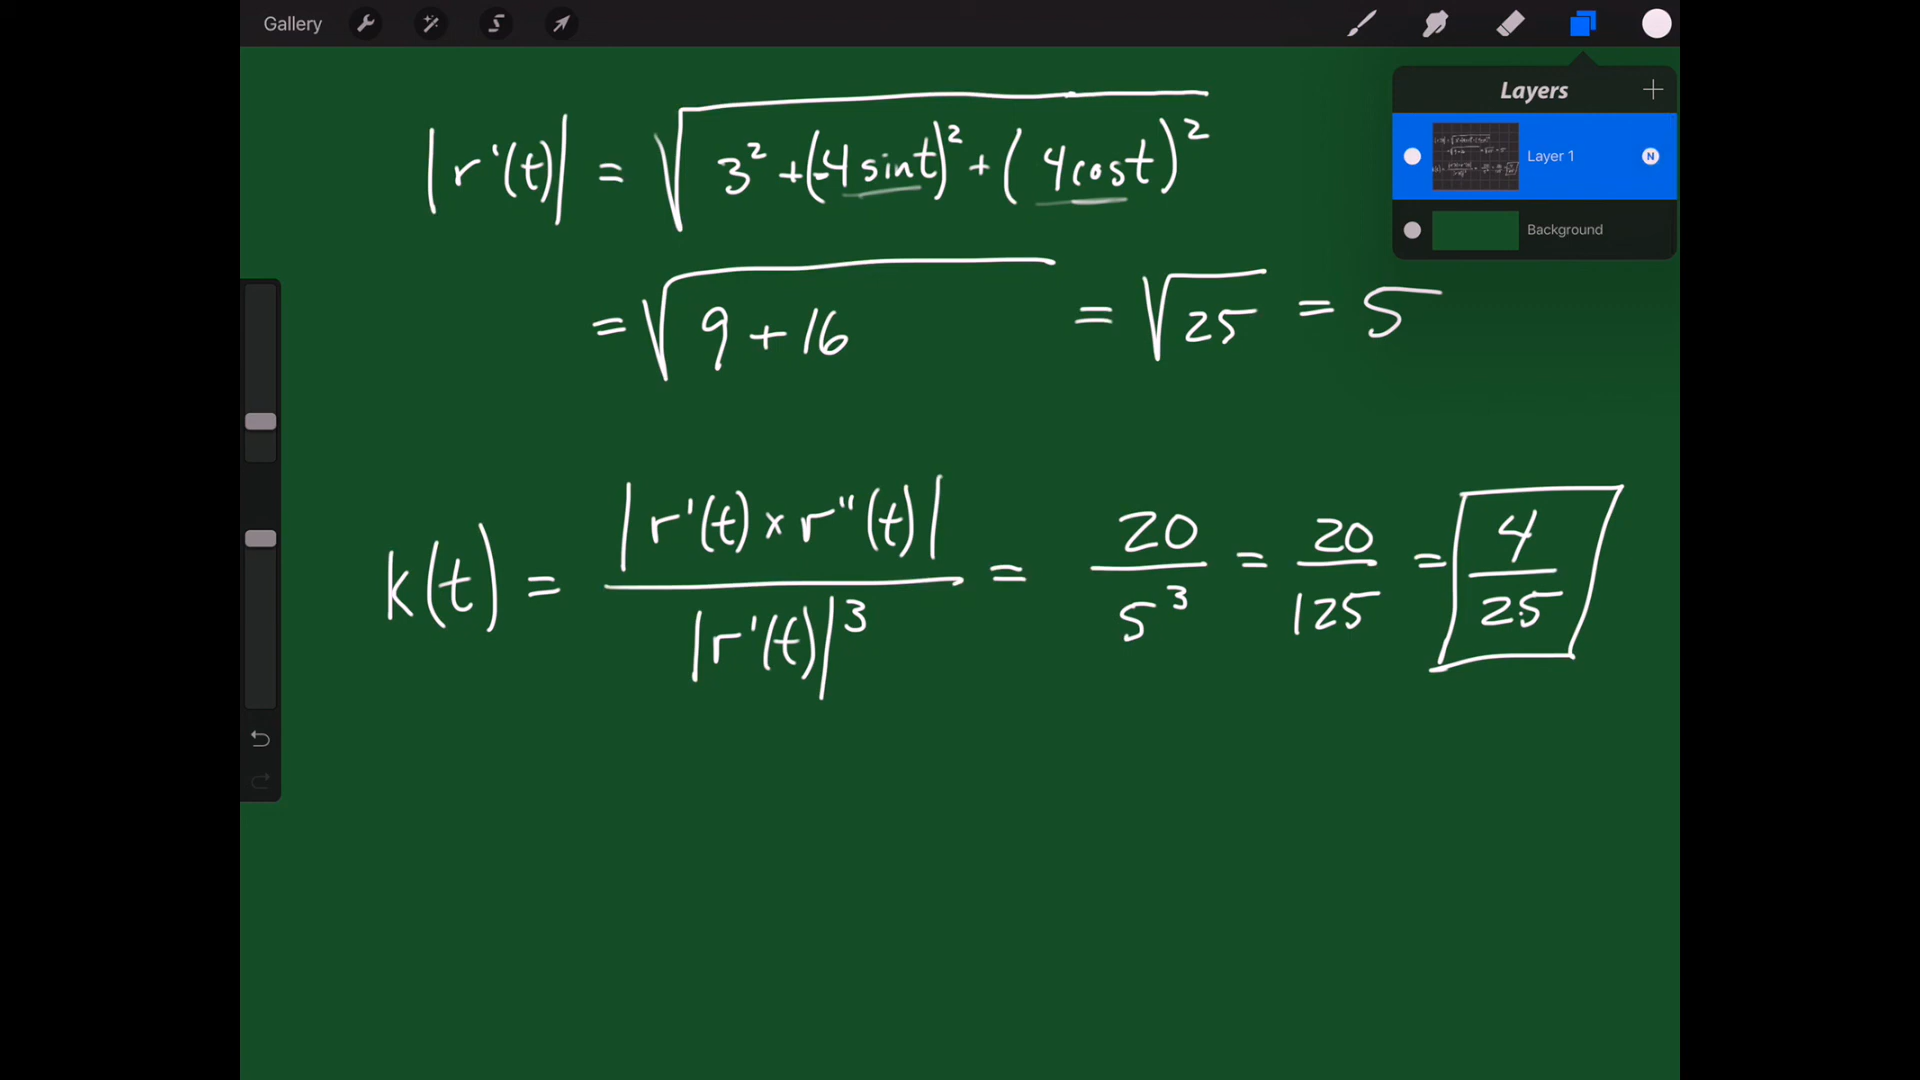 Gallery
Layers
Layer 1 N
Background
|r'(t)| = √(3² + (-4 sin t)² + (4 cos t)²)
= √(9 + 16) = √25 = 5
k(t) = |r'(t) × r"(t)| / |r'(t)|³ = 20/5³ = 20/125 = 4/25